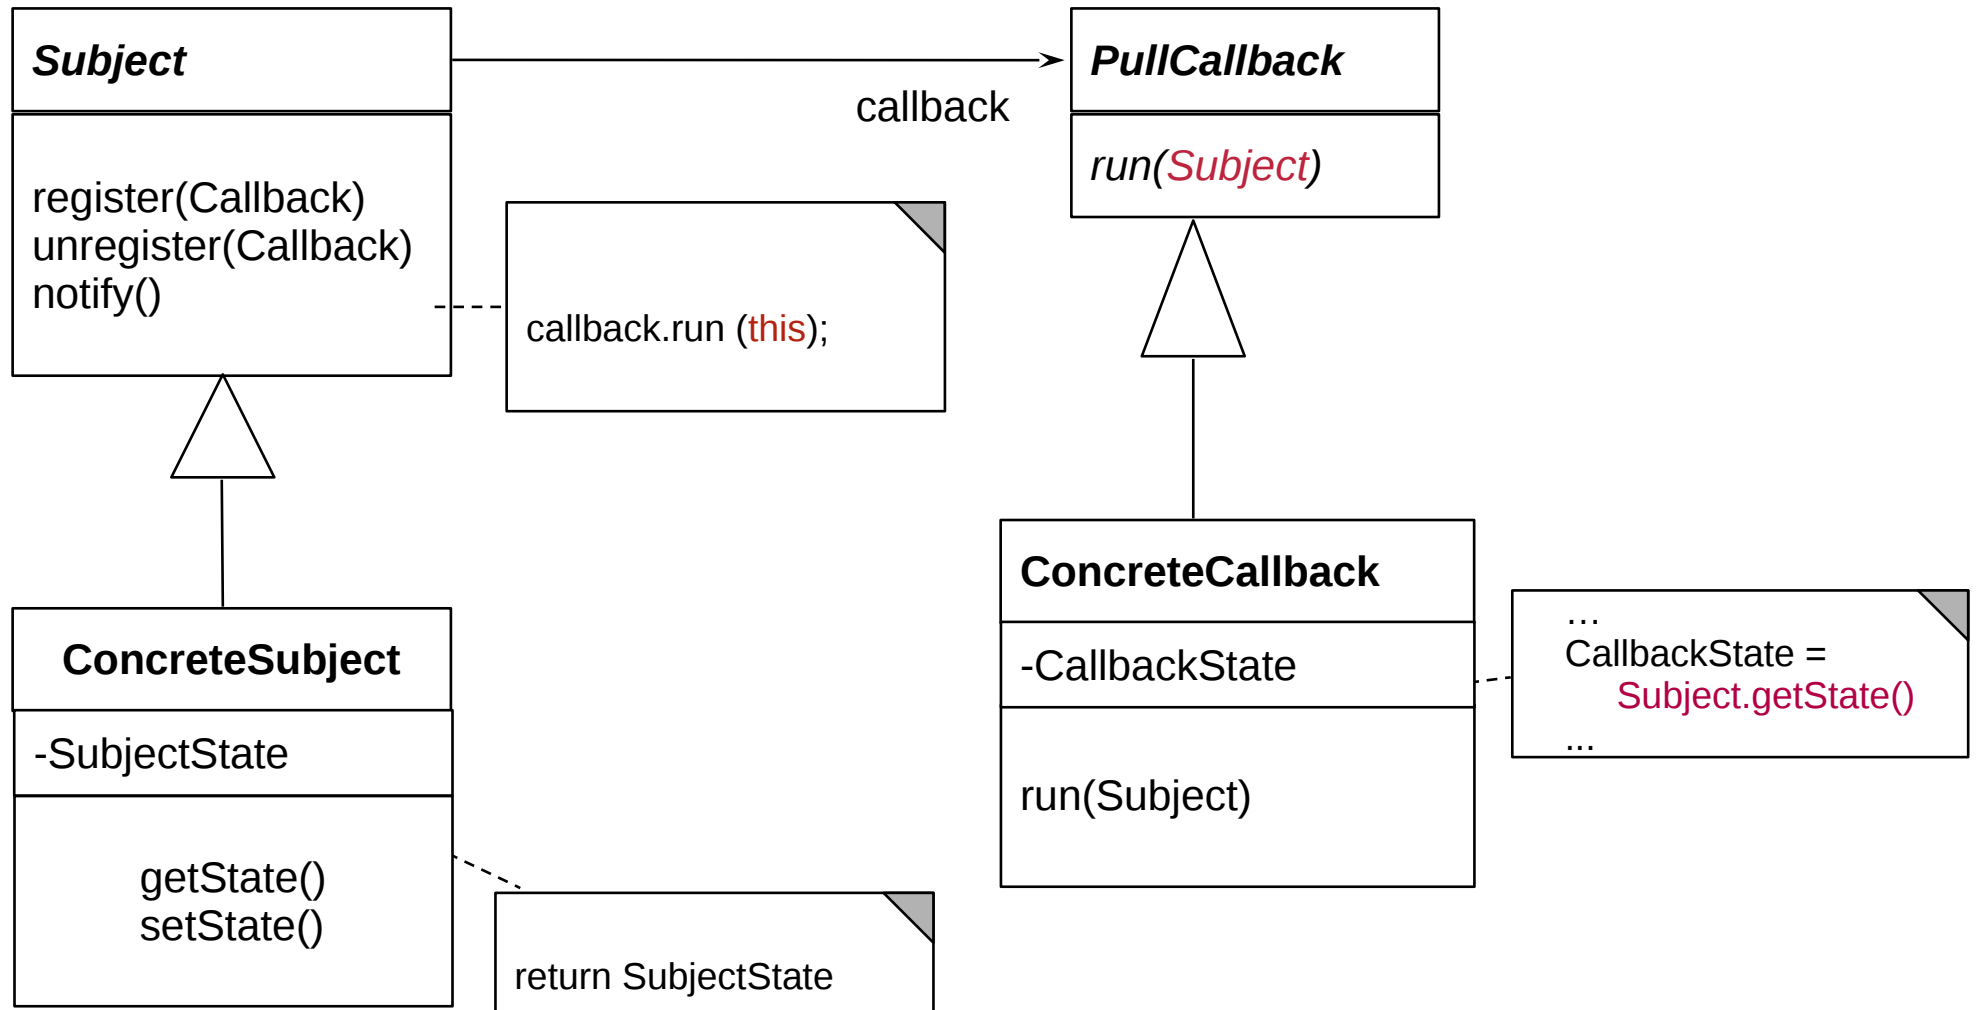 Subject
PullCallback
callback
run(Subject)
register(Callback)
unregister(Callback)
notify()
callback.run (this);
ConcreteCallback
-CallbackState
run(Subject)
…
CallbackState =
Subject.getState()
...
ConcreteSubject
-SubjectState
getState()
setState()
return SubjectState